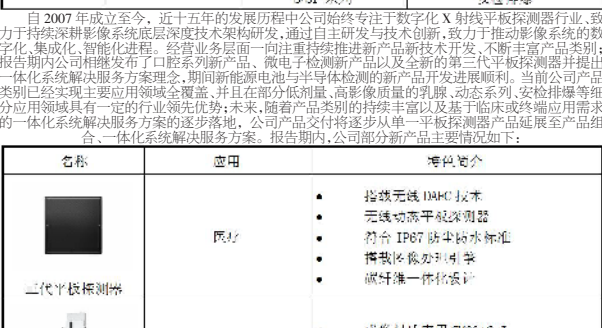 自 2007 年成立至今，近十五年的发展历程中公司始终专注于数字化 X 射线平板探测器行业、致
力于持续深耕影像系统底层深度技术架构研发，通过自主研发与技术创新，致力于推动影像系统的数
字化、集成化、智能化进程。经营业务层面一向注重持续推进新产品新技术开发、不断丰富产品类别；
报告期内公司相继发布了口腔系列新产品、微电子检测新产品以及全新的第三代平板探测器并提出
一体化系统解决服务方案理念，期间新能源电池与半导体检测的新产品开发进展顺利。当前公司产品
类别已经实现主要应用领域全覆盖、并且在部分低剂量、高影像质量的乳腺、动态系列、安检排爆等细
分应用领域具有一定的行业领先优势；未来，随着产品类别的持续丰富以及基于临床或终端应用需求
的一体化系统解决服务方案的逐步落地，公司产品交付将逐步从单一平板探测器产品延展至产品组
合、一体化系统解决服务方案。报告期内，公司部分新产品主要情况如下：
名称 应用 特色简介
三代平板探测器
医疗
● 搭载无线 DAEC 技术
● 无线动态平板探测器
● 符合 IP67 防尘防水标准
● 搭载图像处理引擎
● 碳纤维一体化设计